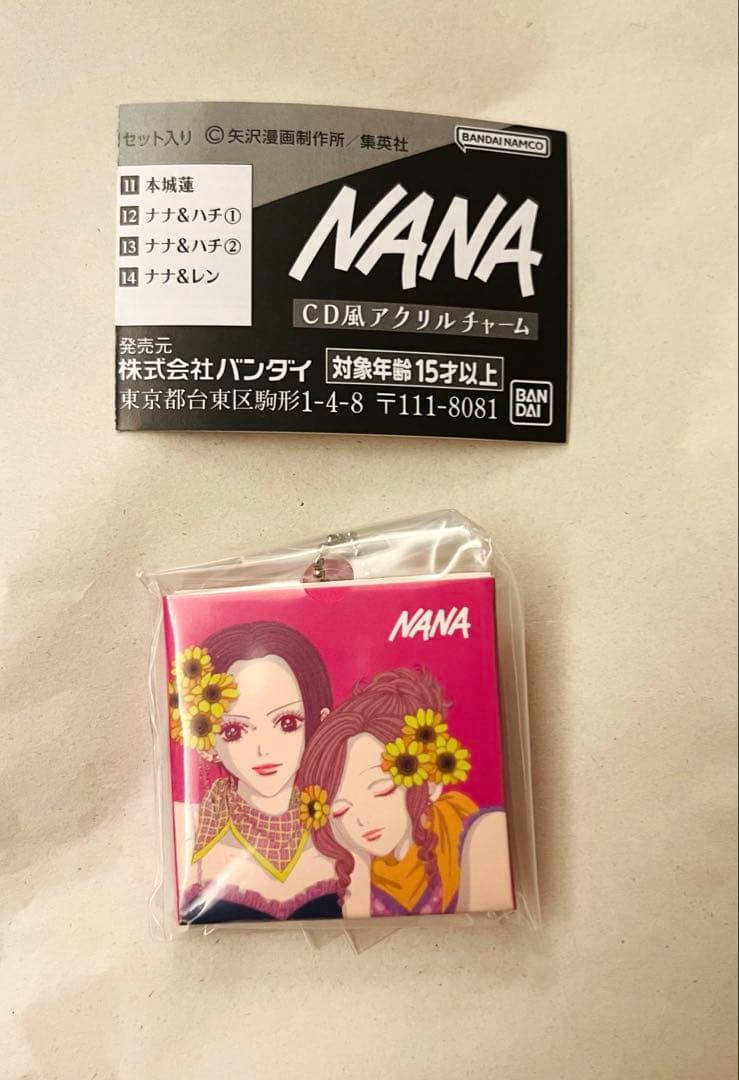 セット入り ©矢沢漫画制作所／集英社
BANDAI NAMCO
11 本城蓮
12 ナナ&ハチ①
13 ナナ&ハチ②
14 ナナ&レン
NANA
CD風アクリルチャーム
発売元
株式会社バンダイ 対象年齢15才以上
東京都台東区駒形1-4-8 〒111-8081
BAN
DAI
NANA